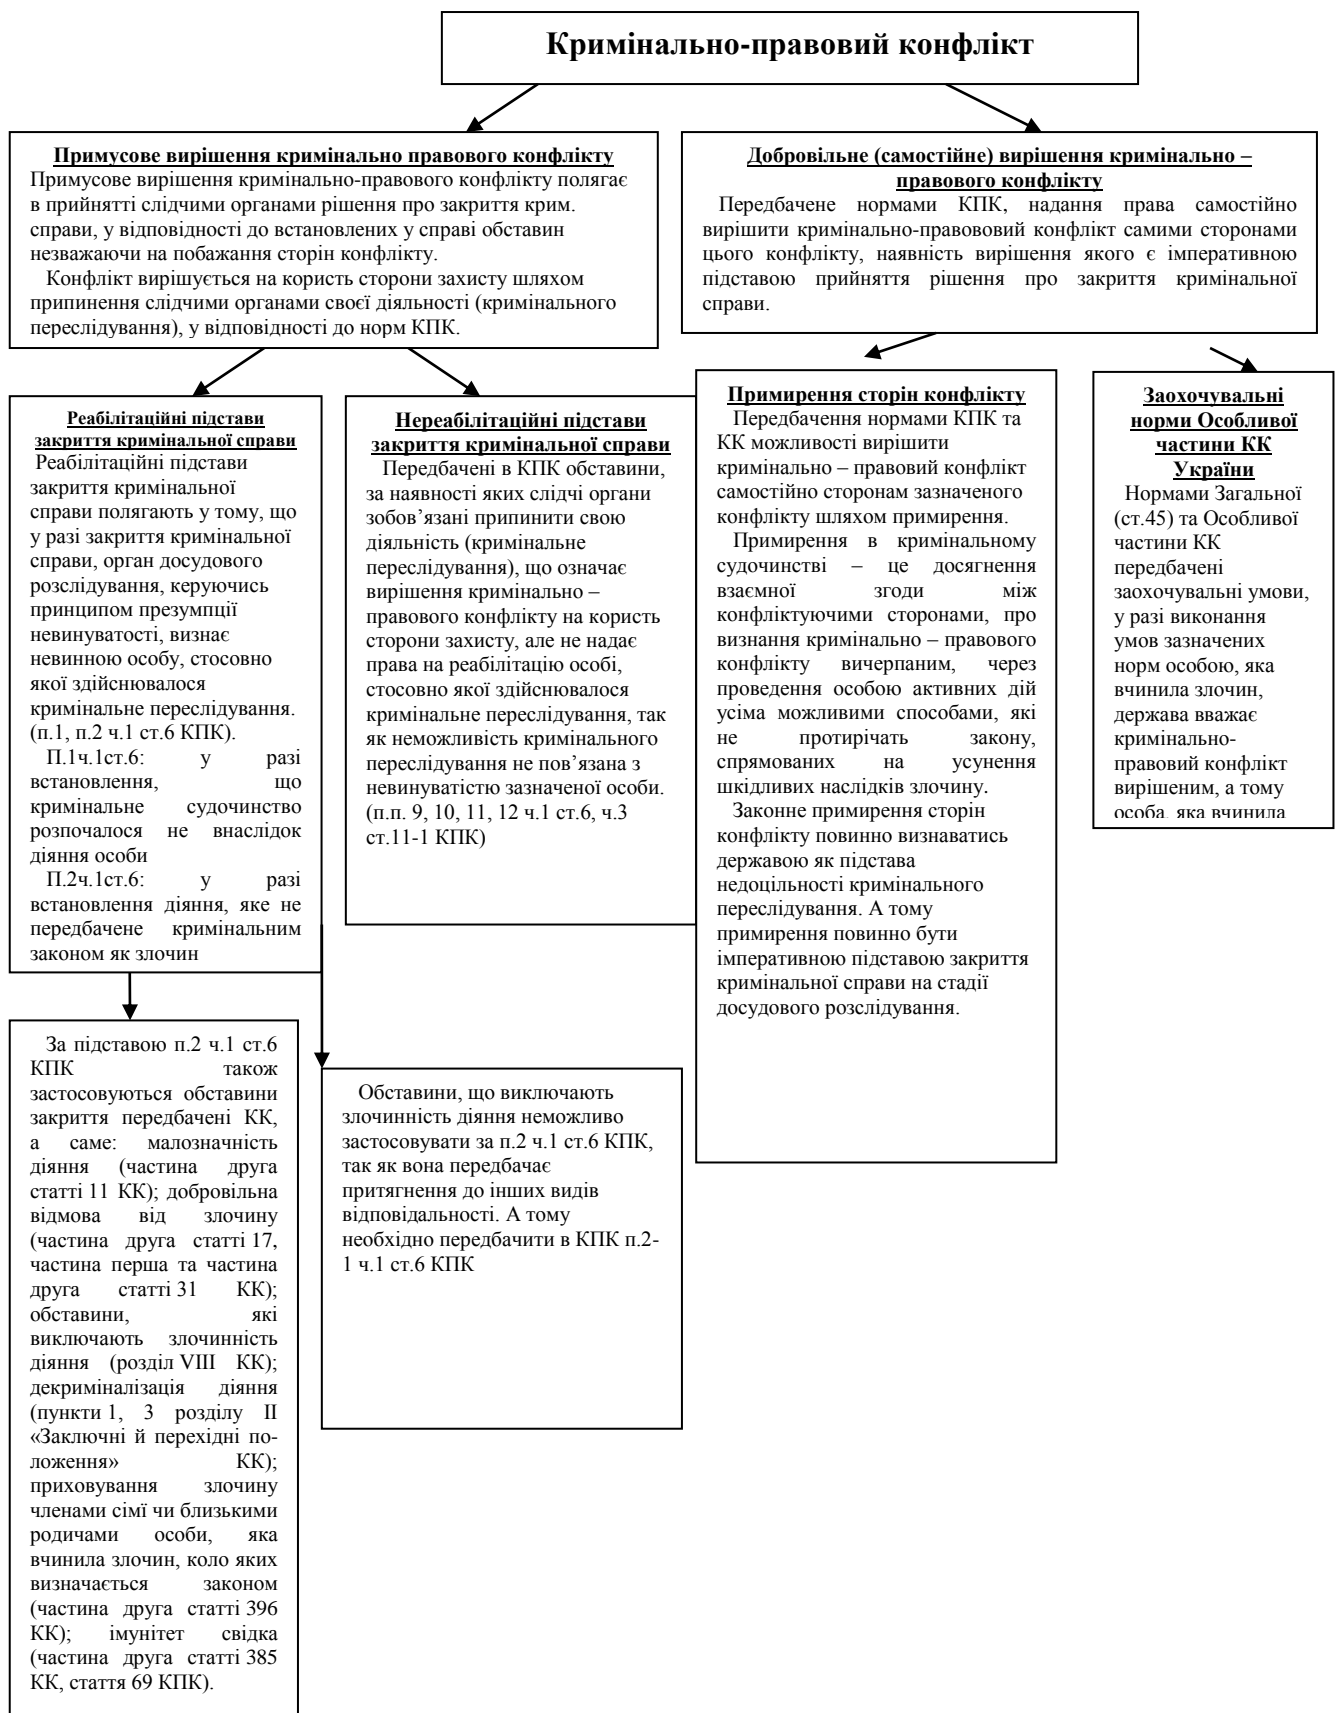 Кримінально-правовий конфлікт
Примусове вирішення кримінально правового конфлікту
Примусове вирішення кримінально-правового конфлікту полягає
в прийнятті слідчими органами рішення про закриття крим.
справи, у відповідності до встановлених у справі обставин
незважаючи на побажання сторін конфлікту.
Конфлікт вирішується на користь сторони захисту шляхом
припинення слідчими органами своєї діяльності (кримінального
переслідування), у відповідності до норм КПК.
Добровільне (самостійне) вирішення кримінально –
правового конфлікту
Передбачене нормами КПК, надання права самостійно
вирішити кримінально-правововий конфлікт самими сторонами
цього конфлікту, наявність вирішення якого є імперативною
підставою прийняття рішення про закриття кримінальної
справи.
Реабілітаційні підстави
закриття кримінальної справи
Реабілітаційні підстави
закриття кримінальної
справи полягають у тому, що
у разі закриття кримінальної
справи, орган досудового
розслідування, керуючись
принципом презумпції
невинуватості, визнає
невинною особу, стосовно
якої здійснювалося
кримінальне переслідування.
(п.1, п.2 ч.1 ст.6 КПК).
П.1ч.1ст.6: у разі
встановлення, що
кримінальне судочинство
розпочалося не внаслідок
діяння особи
П.2ч.1ст.6: у разі
встановлення діяння, яке не
передбачене кримінальним
законом як злочин
Нереабілітаційні підстави
закриття кримінальної справи
Передбачені в КПК обставини,
за наявності яких слідчі органи
зобов’язані припинити свою
діяльність (кримінальне
переслідування), що означає
вирішення кримінально –
правового конфлікту на користь
сторони захисту, але не надає
права на реабілітацію особі,
стосовно якої здійснювалося
кримінальне переслідування, так
як неможливість кримінального
переслідування не пов’язана з
невинуватістю зазначеної особи.
(п.п. 9, 10, 11, 12 ч.1 ст.6, ч.3
ст.11-1 КПК)
Примирення сторін конфлікту
Передбачення нормами КПК та
КК можливості вирішити
кримінально – правовий конфлікт
самостійно сторонам зазначеного
конфлікту шляхом примирення.
Примирення в кримінальному
судочинстві – це досягнення
взаємної згоди між
конфліктуючими сторонами, про
визнання кримінально – правового
конфлікту вичерпаним, через
проведення особою активних дій
усіма можливими способами, які
не протирічать закону,
спрямованих на усунення
шкідливих наслідків злочину.
Законне примирення сторін
конфлікту повинно визнаватись
державою як підстава
недоцільності кримінального
переслідування. А тому
примирення повинно бути
імперативною підставою закриття
кримінальної справи на стадії
досудового розслідування.
Заохочувальні
норми Особливої
частини КК
України
Нормами Загальної
(ст.45) та Особливої
частини КК
передбачені
заохочувальні умови,
у разі виконання
умов зазначених
норм особою, яка
вчинила злочин,
держава вважає
кримінально-
правовий конфлікт
вирішеним, а тому
особа, яка вчинила
За підставою п.2 ч.1 ст.6
КПК також
застосовуються обставини
закриття передбачені КК,
а саме: малозначність
діяння (частина друга
статті 11 КК); добровільна
відмова від злочину
(частина друга статті 17,
частина перша та частина
друга статті 31 КК);
обставини, які
виключають злочинність
діяння (розділ VIII КК);
декриміналізація діяння
(пункти 1, 3 розділу II
«Заключні й перехідні по-
ложення» КК);
приховування злочину
членами сімї чи близькими
родичами особи, яка
вчинила злочин, коло яких
визначається законом
(частина друга статті 396
КК); імунітет свідка
(частина друга статті 385
КК, стаття 69 КПК).
Обставини, що виключають
злочинність діяння неможливо
застосовувати за п.2 ч.1 ст.6 КПК,
так як вона передбачає
притягнення до інших видів
відповідальності. А тому
необхідно передбачити в КПК п.2-
1 ч.1 ст.6 КПК